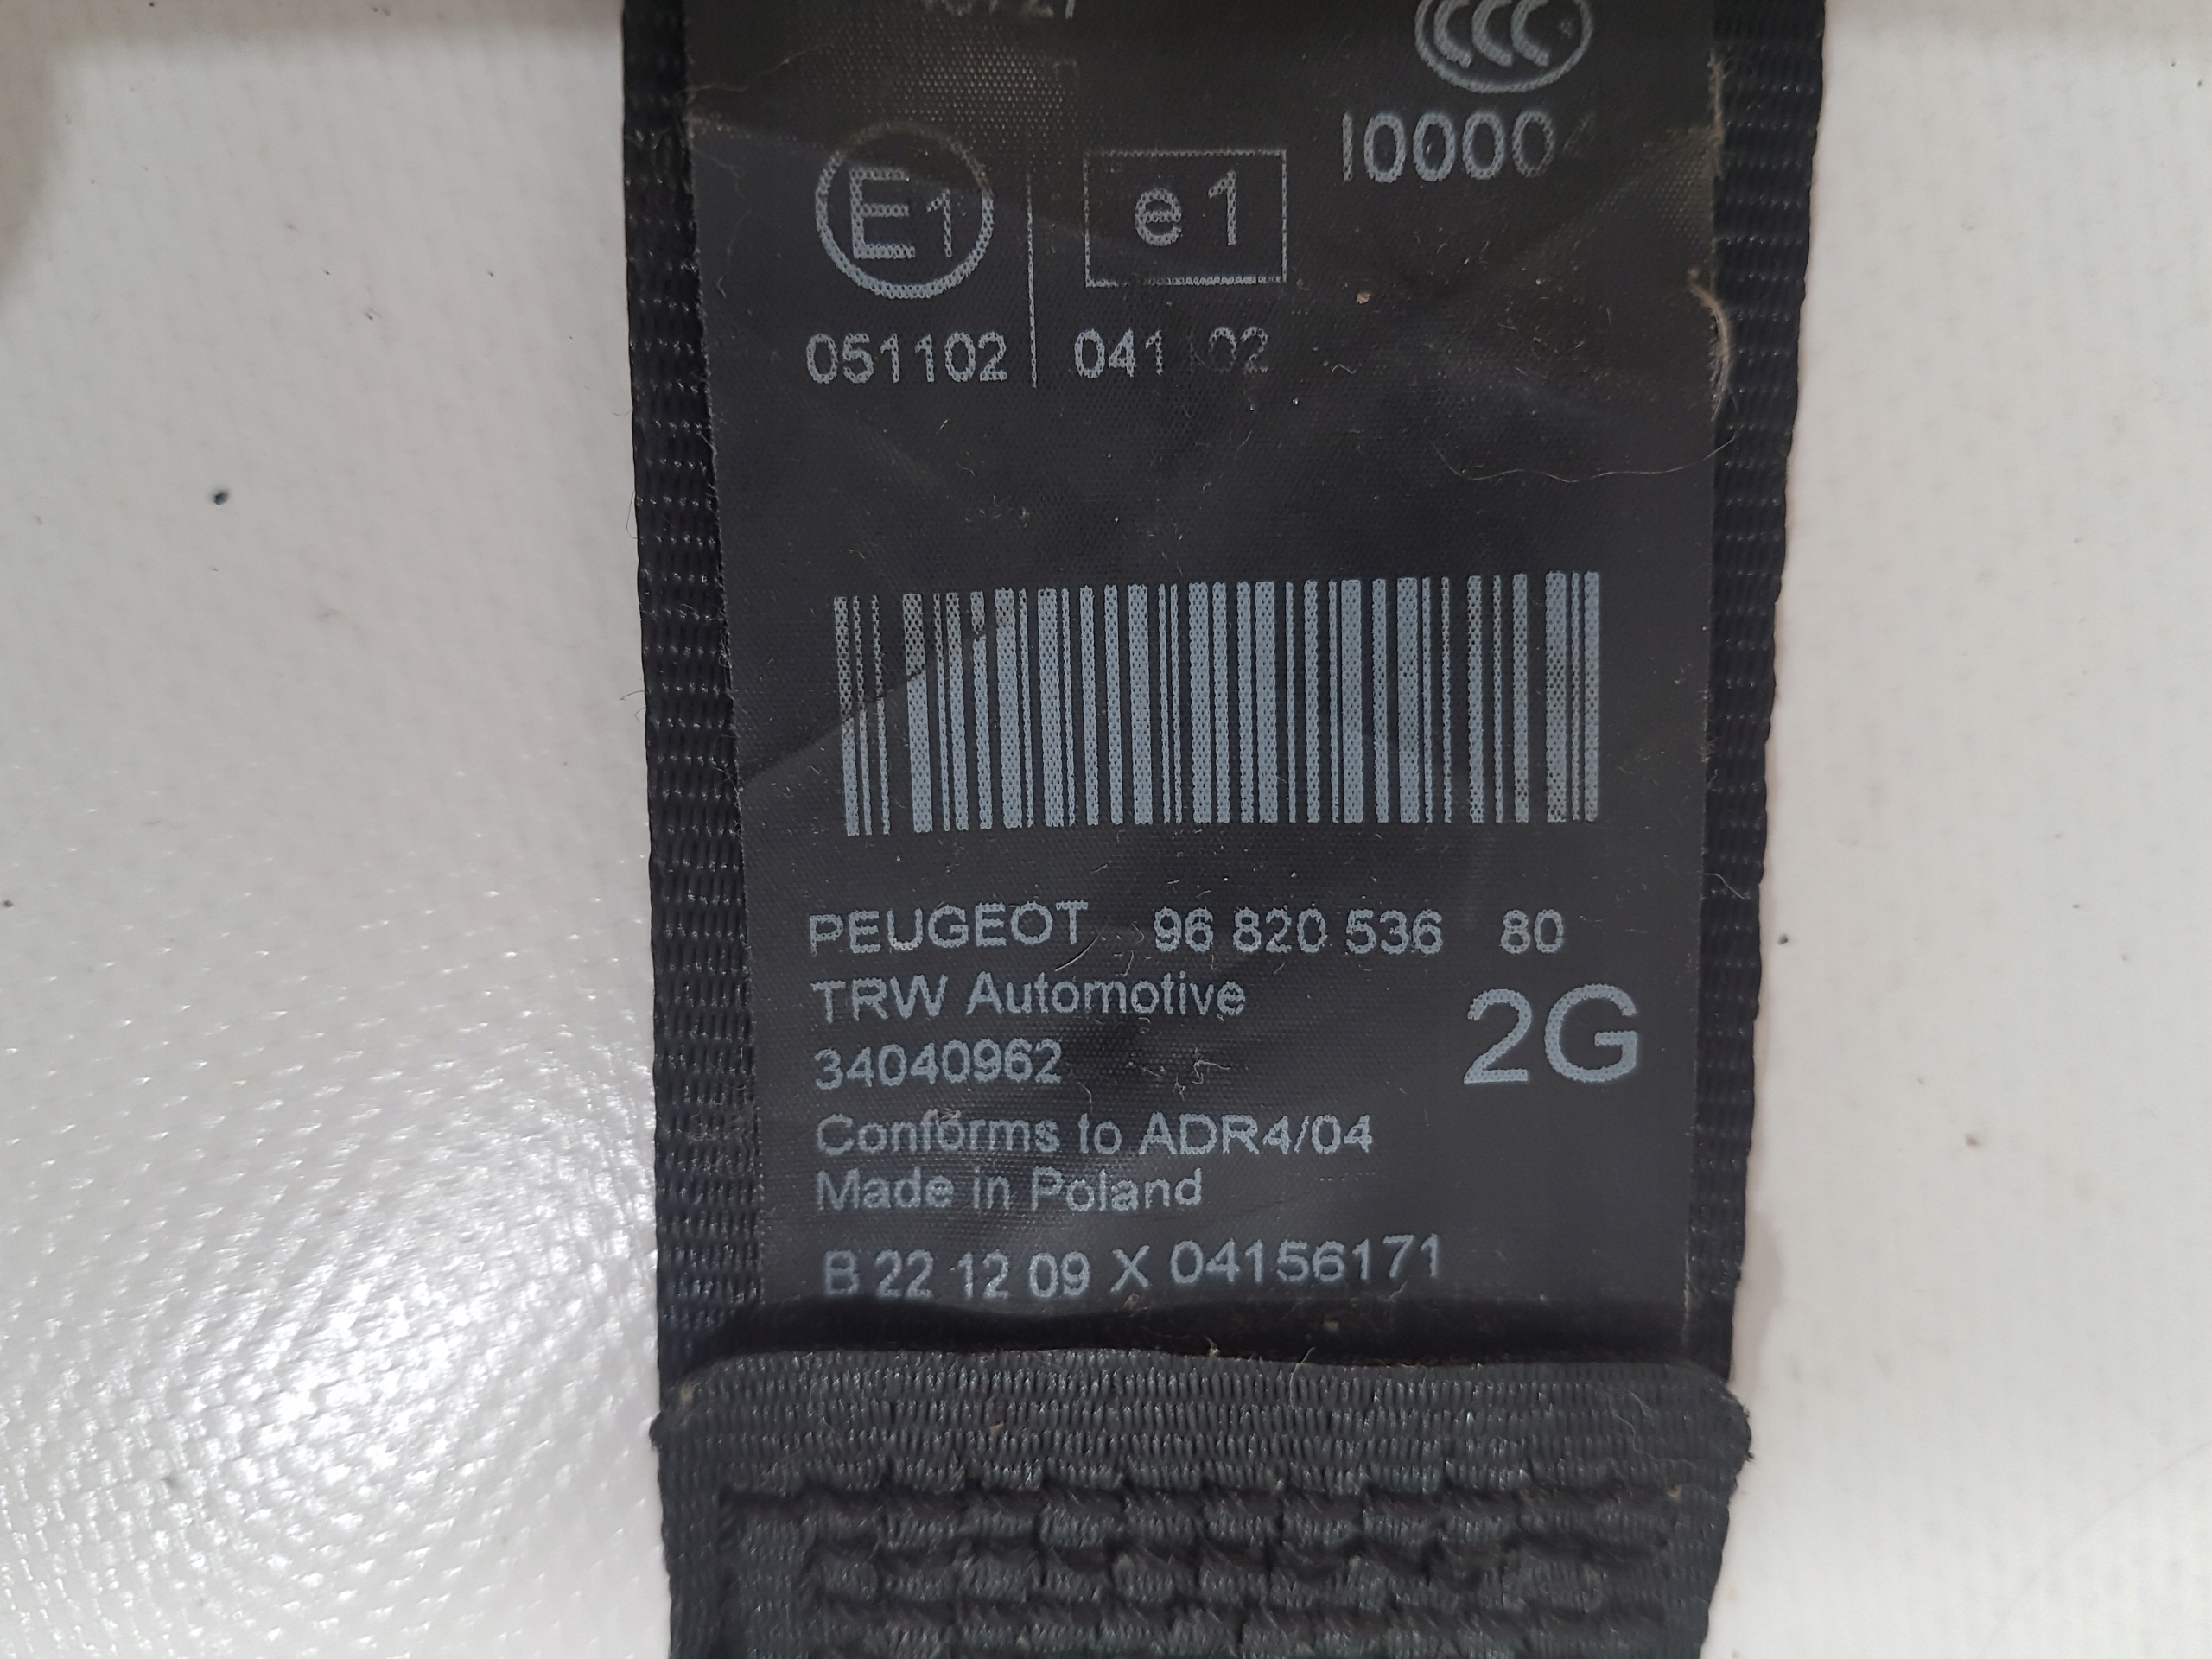 CCC
E1 e1
051102
PEUGEOT 96 820 536 80
TRW Automotive 2G
34040962
Conforms to ADR4/04
Made in Poland
B 22 12 09 X 04156171